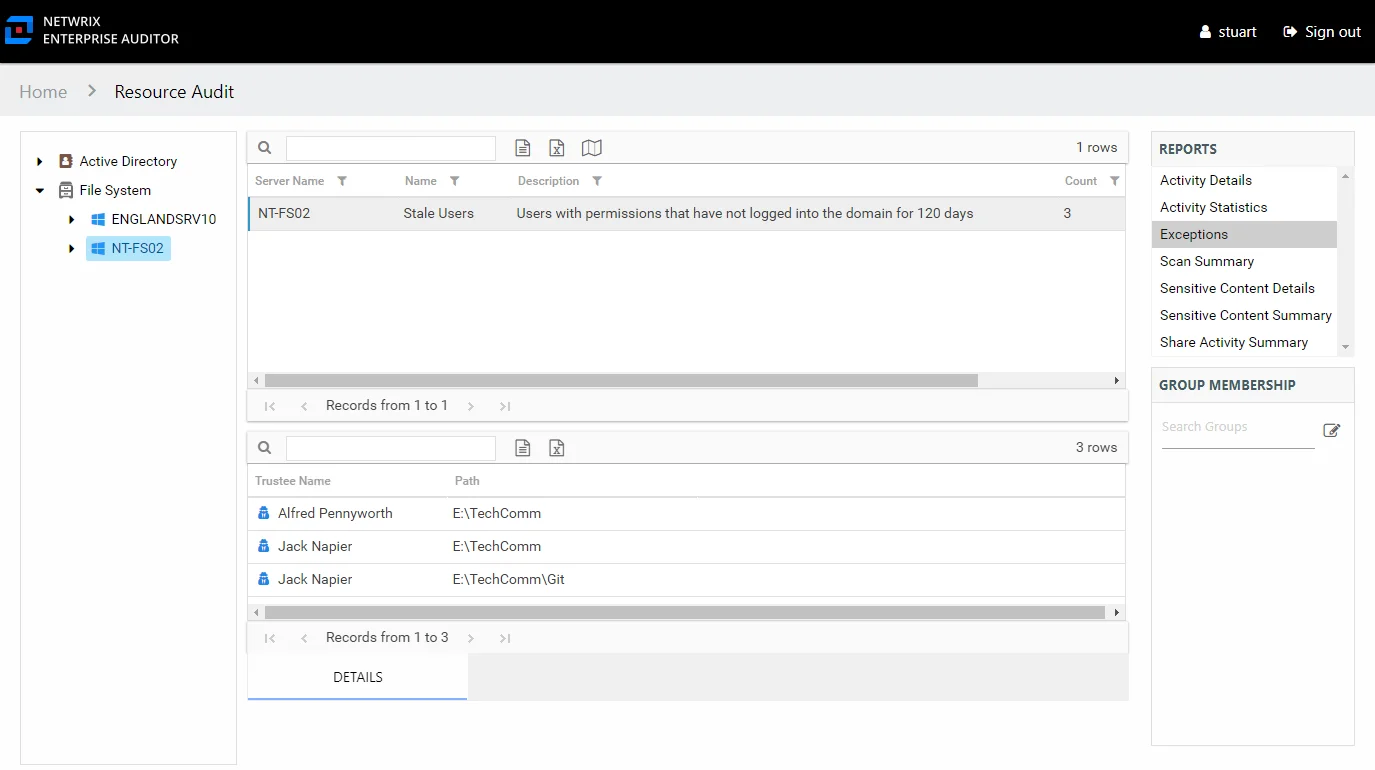 NETWRIX
ENTERPRISE AUDITOR
stuart
Sign out
Home
Resource Audit
Active Directory
File System
ENGLANDSRV10
NT-FS02
1 rows
Server Name
Name
Description
Count
NT-FS02
Stale Users
Users with permissions that have not logged into the domain for 120 days
3
Records from 1 to 1
3 rows
Trustee Name
Path
Alfred Pennyworth
E:\TechComm
Jack Napier
E:\TechComm
Jack Napier
E:\TechComm\Git
Records from 1 to 3
DETAILS
REPORTS
Activity Details
Activity Statistics
Exceptions
Scan Summary
Sensitive Content Details
Sensitive Content Summary
Share Activity Summary
GROUP MEMBERSHIP
Search Groups